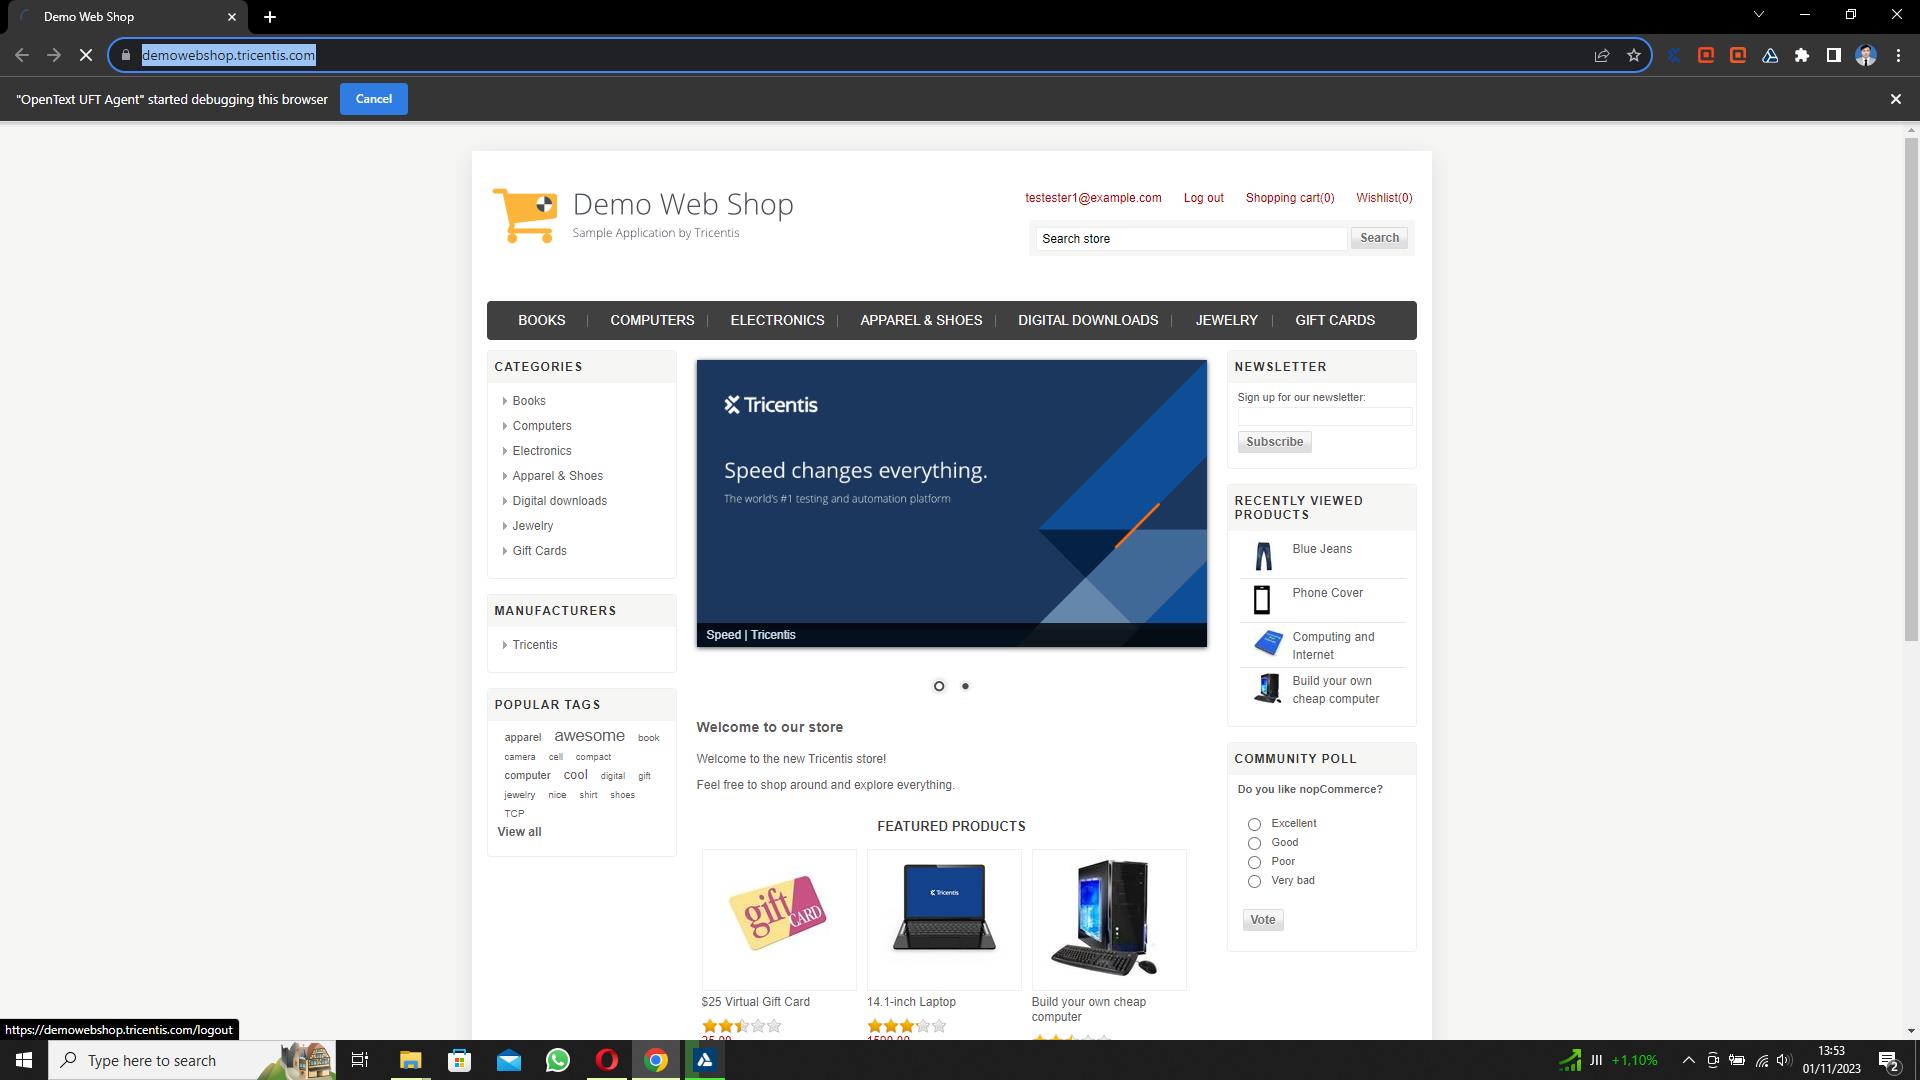 Demo Web Shop
demowebshop.tricentis.com
"OpenText UFT Agent" started debugging this browser
Cancel
Demo Web Shop
Sample Application by Tricentis
testester1@example.com Log out Shopping cart(0) Wishlist(0)
Search store Search
BOOKS COMPUTERS ELECTRONICS APPAREL & SHOES DIGITAL DOWNLOADS JEWELRY GIFT CARDS
CATEGORIES
Books
Computers
Electronics
Apparel & Shoes
Digital downloads
Jewelry
Gift Cards
MANUFACTURERS
Tricentis
POPULAR TAGS
apparel awesome book
camera cell compact
computer cool digital gift
jewelry nice shirt shoes
TCP
View all
Tricentis
Speed changes everything.
The world's #1 testing and automation platform
Speed | Tricentis
Welcome to our store
Welcome to the new Tricentis store!
Feel free to shop around and explore everything.
FEATURED PRODUCTS
gift CARD
Tricentis
$25 Virtual Gift Card
14.1-inch Laptop
Build your own cheap
computer
25.00
1590.00
NEWSLETTER
Sign up for our newsletter:
Subscribe
RECENTLY VIEWED
PRODUCTS
Blue Jeans
Phone Cover
Computing and
Internet
Build your own
cheap computer
COMMUNITY POLL
Do you like nopCommerce?
Excellent
Good
Poor
Very bad
Vote
https://demowebshop.tricentis.com/logout
Type here to search
JII +1,10%
13:53
01/11/2023
2